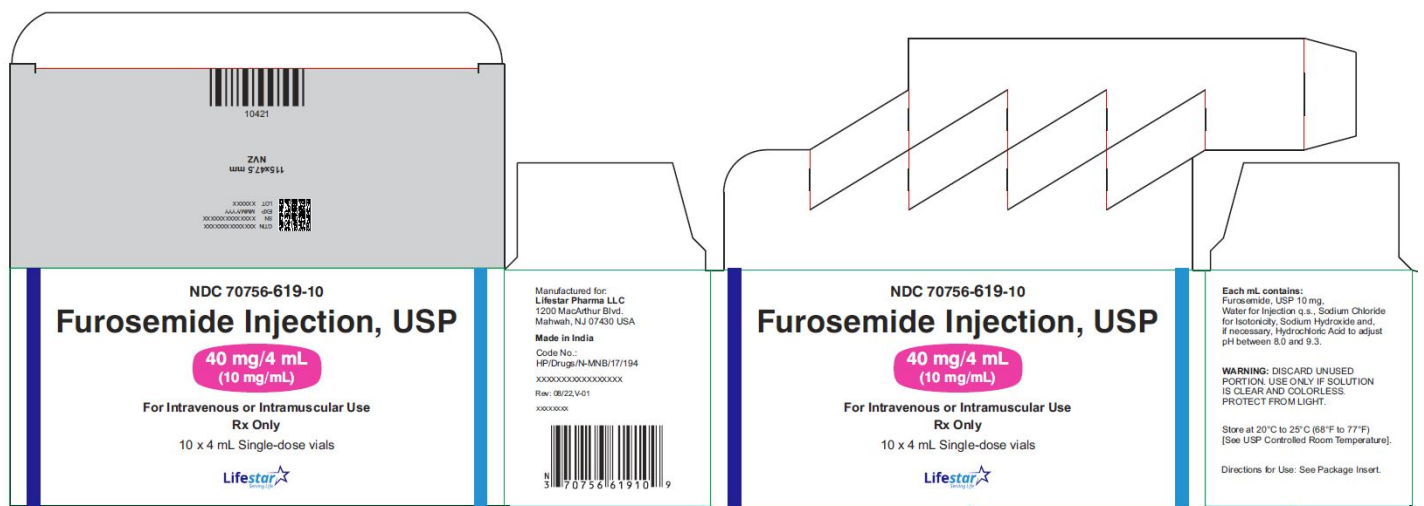 10421
115x47.5 mm
NVZ
GTIN XXXXXXXXXXXXXX
SN XXXXXXXXXXXXXX
EXP MMM/YYYY
LOT XXXXXX
NDC 70756-619-10
Furosemide Injection, USP
40 mg/4 mL
(10 mg/mL)
For Intravenous or Intramuscular Use
Rx Only
10 x 4 mL Single-dose vials
Lifestar
Serving Life
Manufactured for:
Lifestar Pharma LLC
1200 MacArthur Blvd.
Mahwah, NJ 07430 USA
Made in India
Code No.:
HP/Drugs/N-MNB/17/194
XXXXXXXXXXXXXXXXX
Rev: 08/22,V-01
XXXXXXXX
N
3 70756 61910 9
NDC 70756-619-10
Furosemide Injection, USP
40 mg/4 mL
(10 mg/mL)
For Intravenous or Intramuscular Use
Rx Only
10 x 4 mL Single-dose vials
Lifestar
Serving Life
Each mL contains:
Furosemide, USP 10 mg,
Water for Injection q.s., Sodium Chloride
for Isotonicity, Sodium Hydroxide and,
if necessary, Hydrochloric Acid to adjust
pH between 8.0 and 9.3.
WARNING: DISCARD UNUSED
PORTION. USE ONLY IF SOLUTION
IS CLEAR AND COLORLESS.
PROTECT FROM LIGHT.
Store at 20°C to 25°C (68°F to 77°F)
[See USP Controlled Room Temperature].
Directions for Use: See Package Insert.